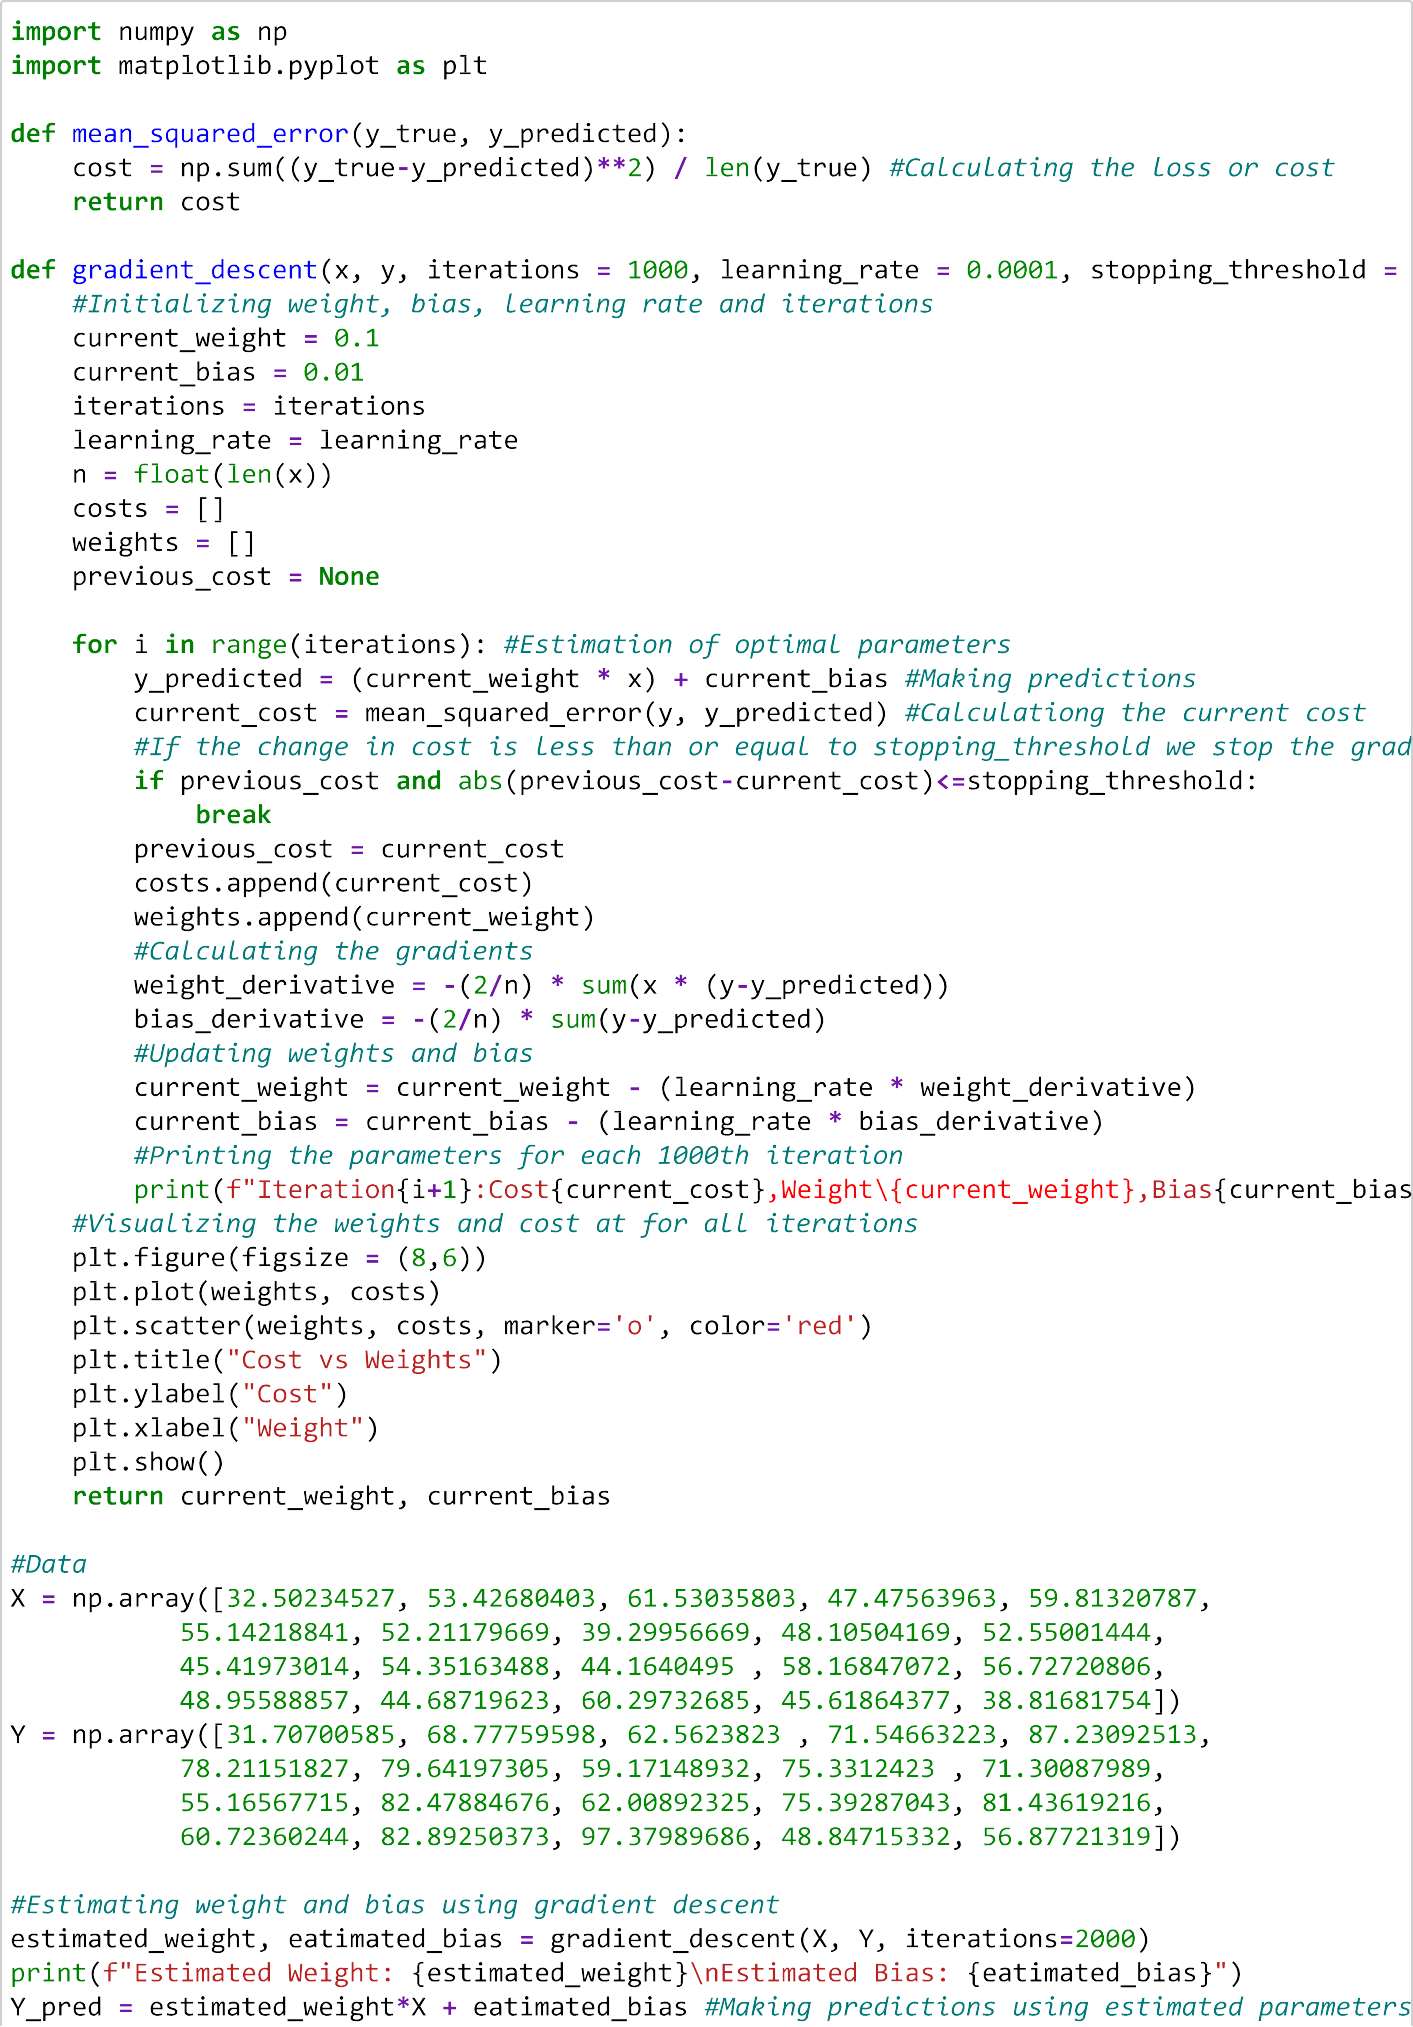 import numpy as np
import matplotlib.pyplot as plt

def mean_squared_error(y_true, y_predicted):
    cost = np.sum((y_true-y_predicted)**2) / len(y_true) #Calculating the loss or cost
    return cost

def gradient_descent(x, y, iterations = 1000, learning_rate = 0.0001, stopping_threshold =
    #Initializing weight, bias, learning rate and iterations
    current_weight = 0.1
    current_bias = 0.01
    iterations = iterations
    learning_rate = learning_rate
    n = float(len(x))
    costs = []
    weights = []
    previous_cost = None

    for i in range(iterations): #Estimation of optimal parameters
        y_predicted = (current_weight * x) + current_bias #Making predictions
        current_cost = mean_squared_error(y, y_predicted) #Calculationg the current cost
        #If the change in cost is less than or equal to stopping_threshold we stop the grad
        if previous_cost and abs(previous_cost-current_cost)<=stopping_threshold:
            break
        previous_cost = current_cost
        costs.append(current_cost)
        weights.append(current_weight)
        #Calculating the gradients
        weight_derivative = -(2/n) * sum(x * (y-y_predicted))
        bias_derivative = -(2/n) * sum(y-y_predicted)
        #Updating weights and bias
        current_weight = current_weight - (learning_rate * weight_derivative)
        current_bias = current_bias - (learning_rate * bias_derivative)
        #Printing the parameters for each 1000th iteration
        print(f"Iteration{i+1}:Cost{current_cost},Weight\{current_weight},Bias{current_bias
    #Visualizing the weights and cost at for all iterations
    plt.figure(figsize = (8,6))
    plt.plot(weights, costs)
    plt.scatter(weights, costs, marker='o', color='red')
    plt.title("Cost vs Weights")
    plt.ylabel("Cost")
    plt.xlabel("Weight")
    plt.show()
    return current_weight, current_bias

#Data
X = np.array([32.50234527, 53.42680403, 61.53035803, 47.47563963, 59.81320787,
           55.14218841, 52.21179669, 39.29956669, 48.10504169, 52.55001444,
           45.41973014, 54.35163488, 44.1640495 , 58.16847072, 56.72720806,
           48.95588857, 44.68719623, 60.29732685, 45.61864377, 38.81681754])
Y = np.array([31.70700585, 68.77759598, 62.5623823 , 71.54663223, 87.23092513,
           78.21151827, 79.64197305, 59.17148932, 75.3312423 , 71.30087989,
           55.16567715, 82.47884676, 62.00892325, 75.39287043, 81.43619216,
           60.72360244, 82.89250373, 97.37989686, 48.84715332, 56.87721319])

#Estimating weight and bias using gradient descent
estimated_weight, eatimated_bias = gradient_descent(X, Y, iterations=2000)
print(f"Estimated Weight: {estimated_weight}\nEstimated Bias: {eatimated_bias}")
Y_pred = estimated_weight*X + eatimated_bias #Making predictions using estimated parameters